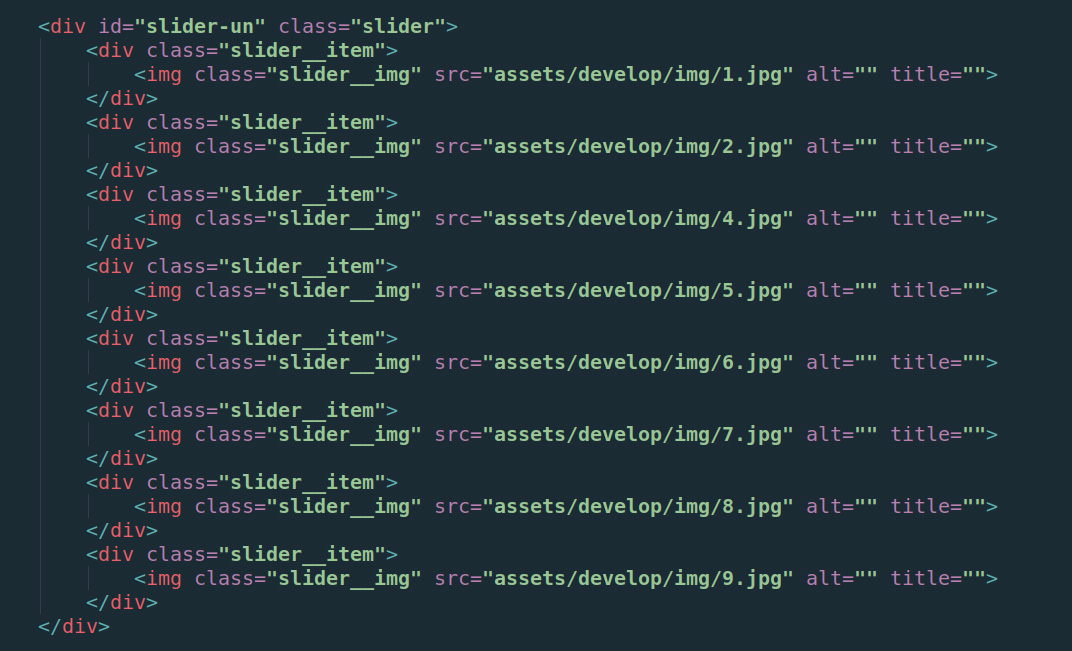 <div id="slider-un" class="slider">
    <div class="slider__item">
        <img class="slider__img" src="assets/develop/img/1.jpg" alt="" title="">
    </div>
    <div class="slider__item">
        <img class="slider__img" src="assets/develop/img/2.jpg" alt="" title="">
    </div>
    <div class="slider__item">
        <img class="slider__img" src="assets/develop/img/4.jpg" alt="" title="">
    </div>
    <div class="slider__item">
        <img class="slider__img" src="assets/develop/img/5.jpg" alt="" title="">
    </div>
    <div class="slider__item">
        <img class="slider__img" src="assets/develop/img/6.jpg" alt="" title="">
    </div>
    <div class="slider__item">
        <img class="slider__img" src="assets/develop/img/7.jpg" alt="" title="">
    </div>
    <div class="slider__item">
        <img class="slider__img" src="assets/develop/img/8.jpg" alt="" title="">
    </div>
    <div class="slider__item">
        <img class="slider__img" src="assets/develop/img/9.jpg" alt="" title="">
    </div>
</div>